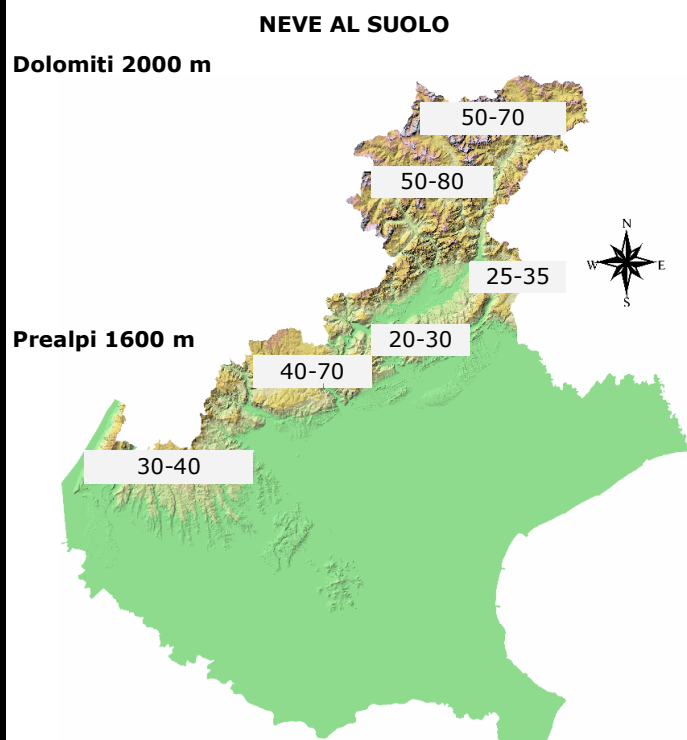 NEVE AL SUOLO
Dolomiti 2000 m
50-70
50-80
N
W E
S
25-35
Prealpi 1600 m
20-30
40-70
30-40